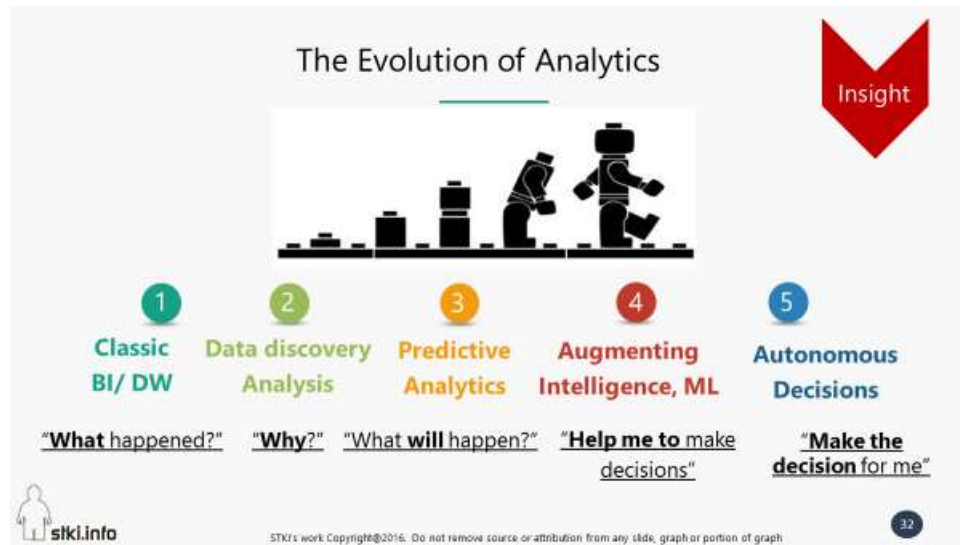 The Evolution of Analytics
Insight
1
2
3
4
5
Classic
BI/ DW
Data discovery
Analysis
Predictive
Analytics
Augmenting
Intelligence, ML
Autonomous
Decisions
"What happened?"
"Why?"
"What will happen?"
"Help me to make
decisions"
"Make the
decision for me"
stki.info
STKI's work Copyright@2016. Do not remove source or attribution from any slide, graph or portion of graph
32